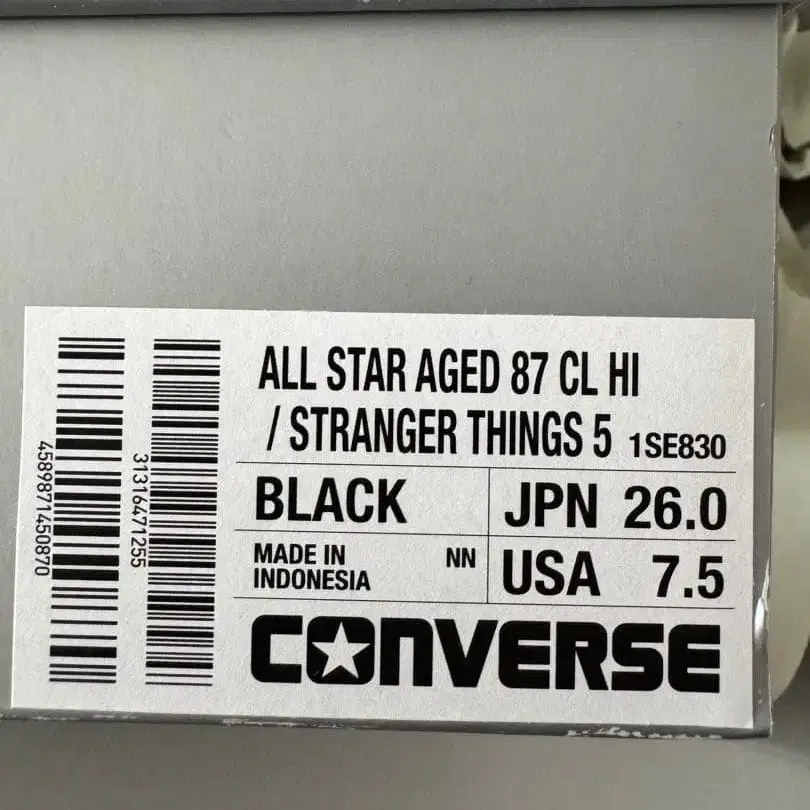 ALL STAR AGED 87 CL HI
/ STRANGER THINGS 5 1SE830
BLACK
JPN 26.0
MADE IN
INDONESIA
NN
USA 7.5
CONVERSE
4589871450870
31316471255